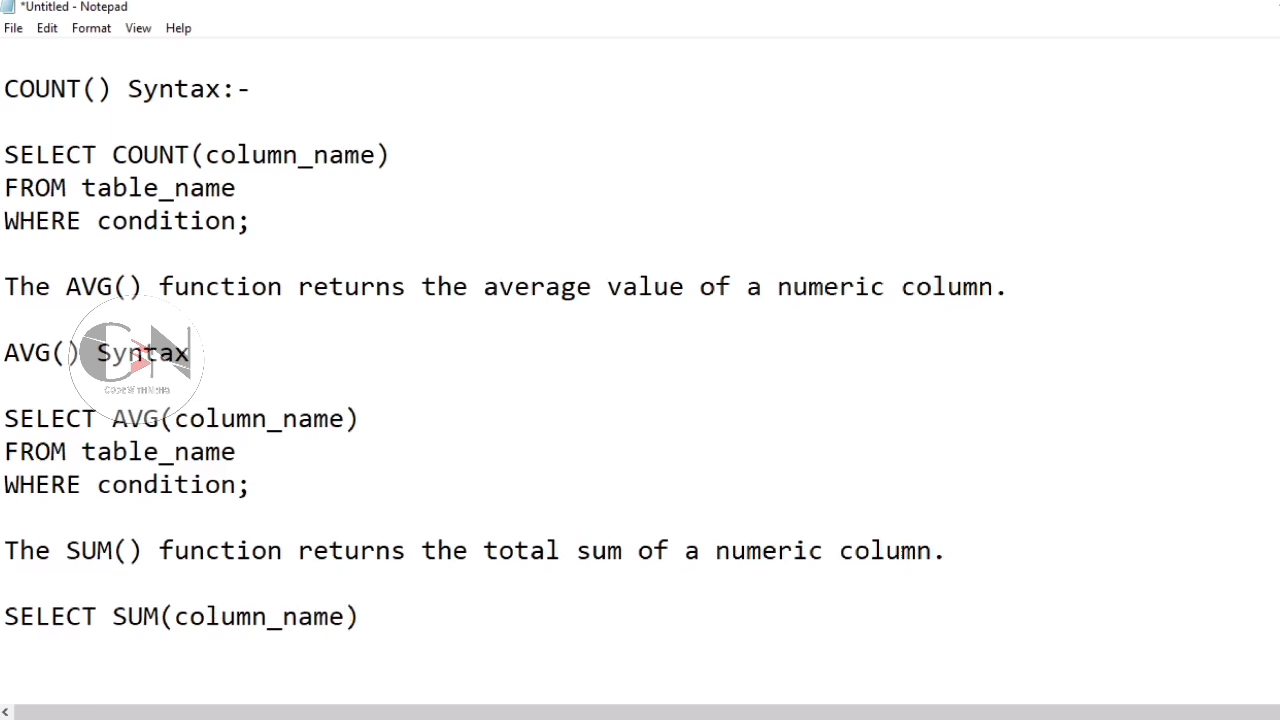 *Untitled - Notepad
File Edit Format View Help
COUNT() Syntax:-
SELECT COUNT(column_name)
FROM table_name
WHERE condition;
The AVG() function returns the average value of a numeric column.
AVG() Syntax
SELECT AVG(column_name)
FROM table_name
WHERE condition;
The SUM() function returns the total sum of a numeric column.
SELECT SUM(column_name)